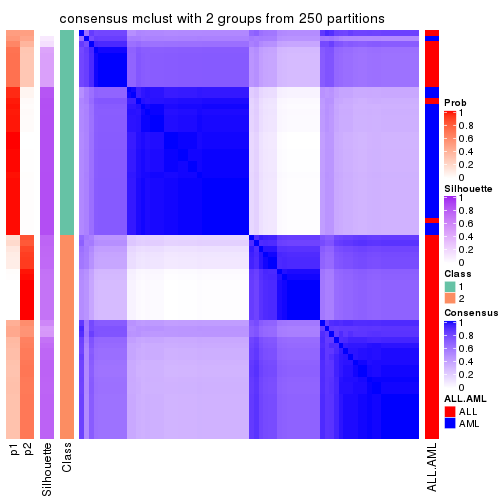 consensus mclust with 2 groups from 250 partitions
Prob
1
0.8
0.6
0.4
0.2
0
Silhouette
1
0.8
0.6
0.4
0.2
0
Class
1
2
Consensus
1
0.8
0.6
0.4
0.2
0
ALL.AML
ALL
AML
p1
p2
Silhouette
Class
ALL.AML